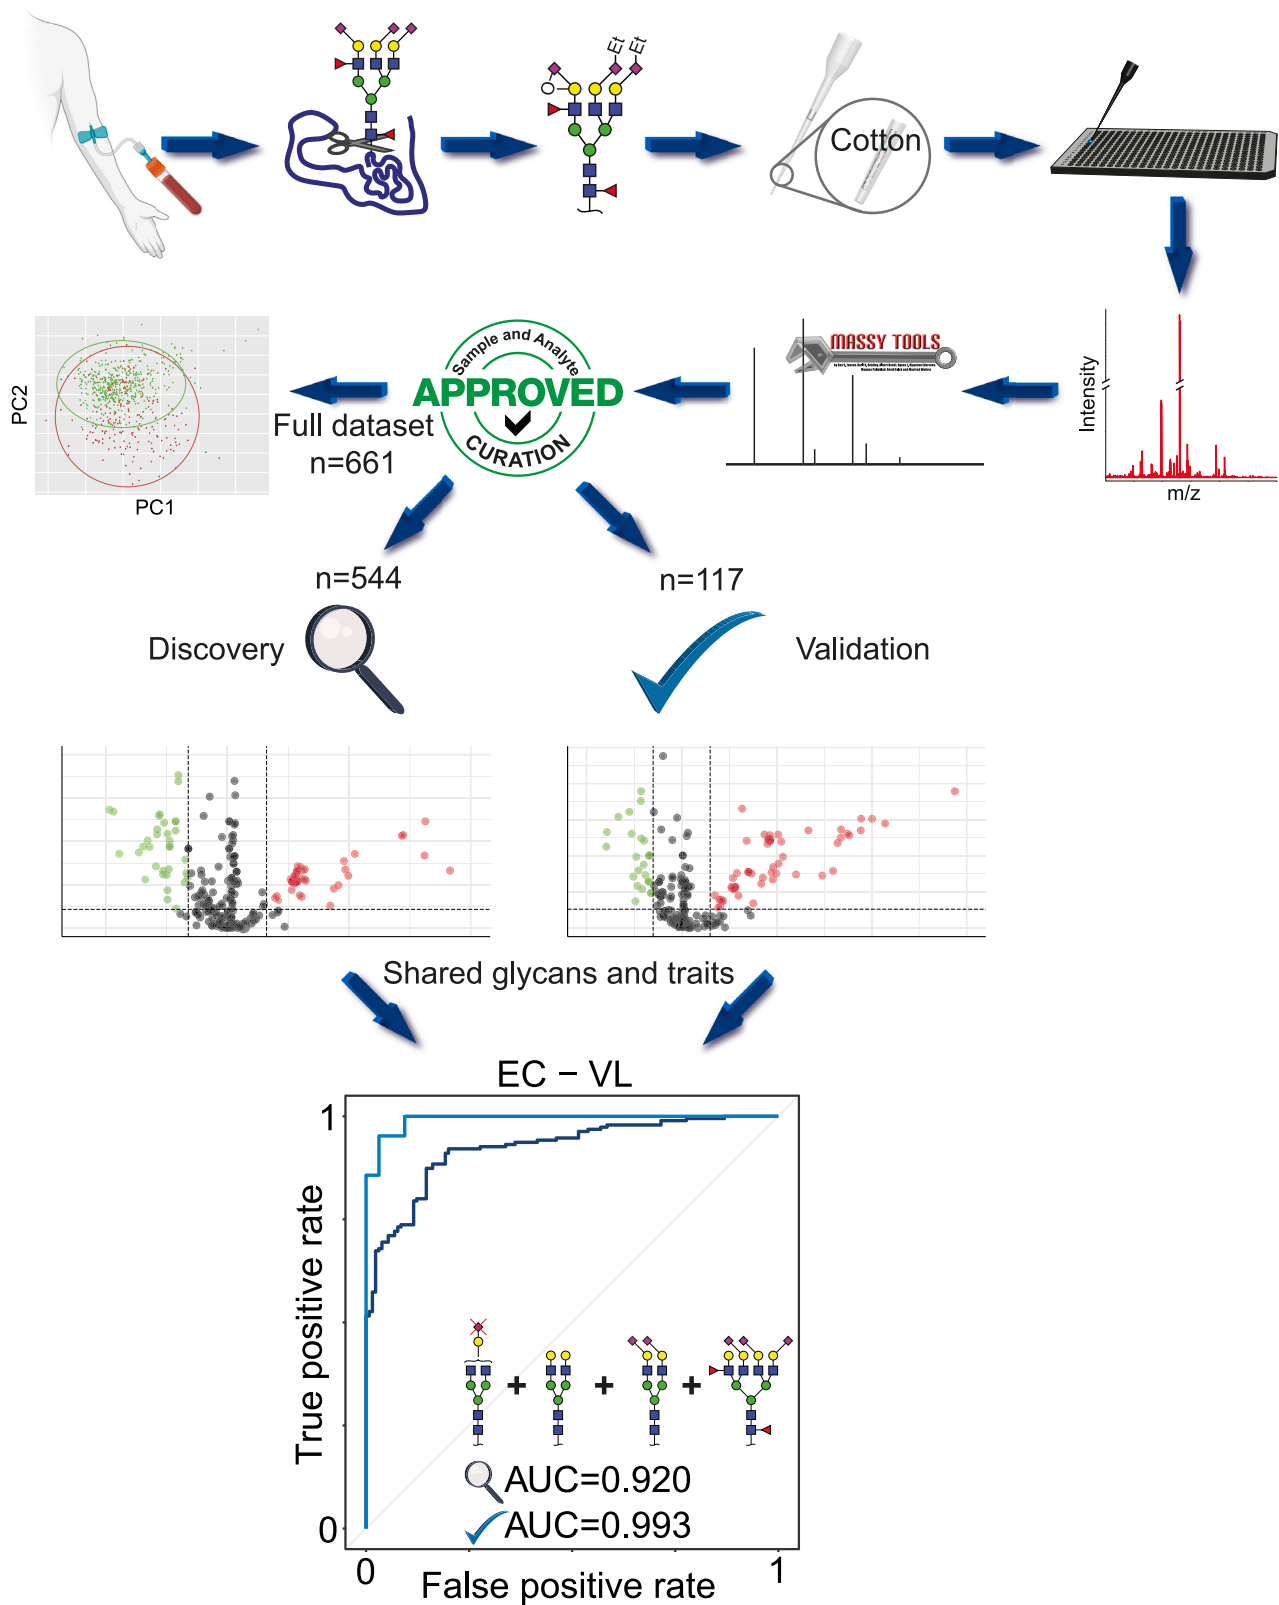 Et
Et
Cotton
MASSY TOOLS
Sample and Analyte
APPROVED
CURATION
Intensity
m/z
PC2
PC1
Full dataset
n=661
n=544
n=117
Discovery
Validation
Shared glycans and traits
EC – VL
True positive rate
1
0
+
+
+
AUC=0.920
AUC=0.993
0
1
False positive rate